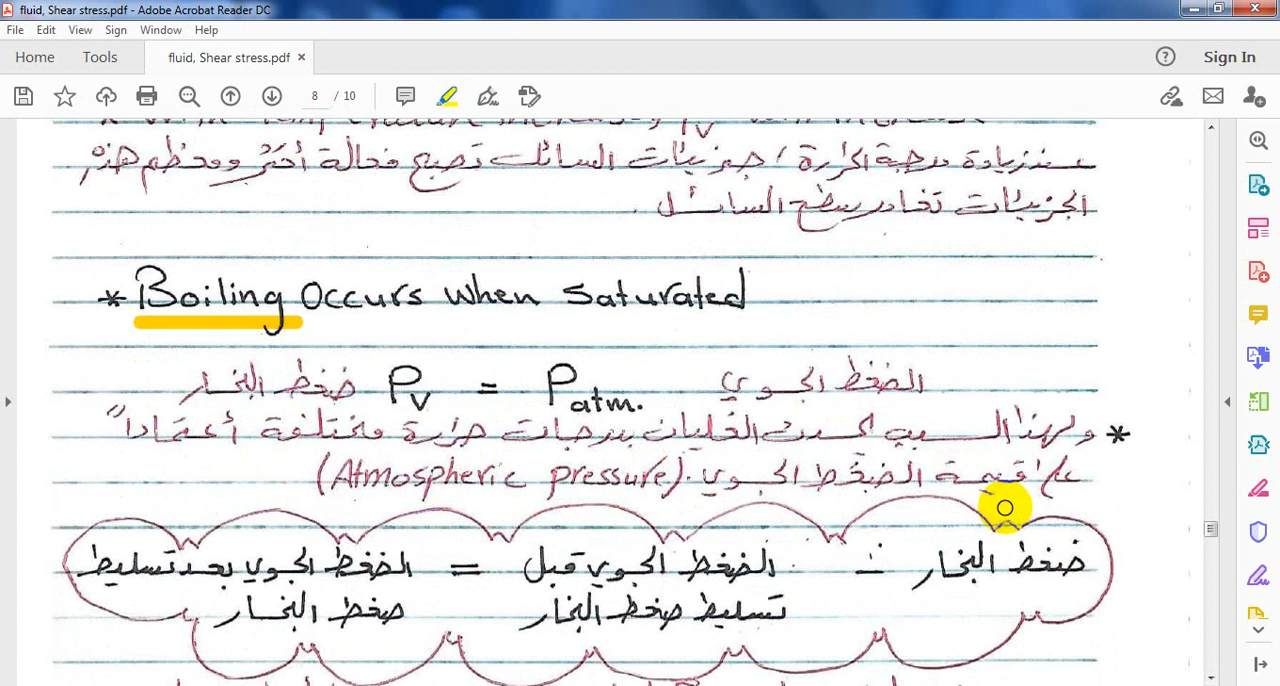 fluid, Shear stress.pdf - Adobe Acrobat Reader DC
File Edit View Sign Window Help
Home Tools fluid, Shear stress.pdf × Sign In
8 / 10
عند زيادة درجة الحرارة / جزيئات السائل تصبح فعالة أكثر ومعظم هذه
الجزيئات تغادر سطح السائل.
* Boiling Occurs when Saturated
ضغط البخار Pv = Patm. الضغط الجوي
* ولهذا السبب يحدث الغليان بدرجات حرارة مختلفة أعتماداً
على قيمة الضغط الجوي. (Atmospheric pressure)
ضغط البخار :- الضغط الجوي قبل = الضغط الجوي بعد تسليط
تسليط ضغط البخار ضغط البخار